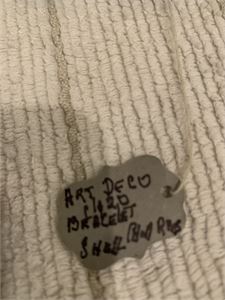 ART DECO
1920
BRACELET
SHELL